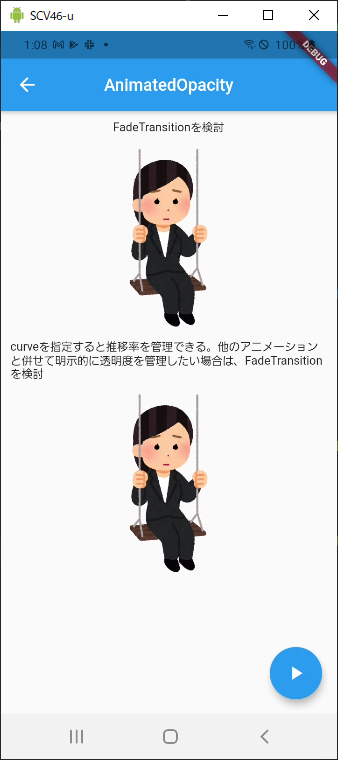 SCV46-u
1:08
100%
DEBUG
AnimatedOpacity
FadeTransitionを検討
curveを指定すると推移率を管理できる。他のアニメーション
と併せて明示的に透明度を管理したい場合は、FadeTransition
を検討